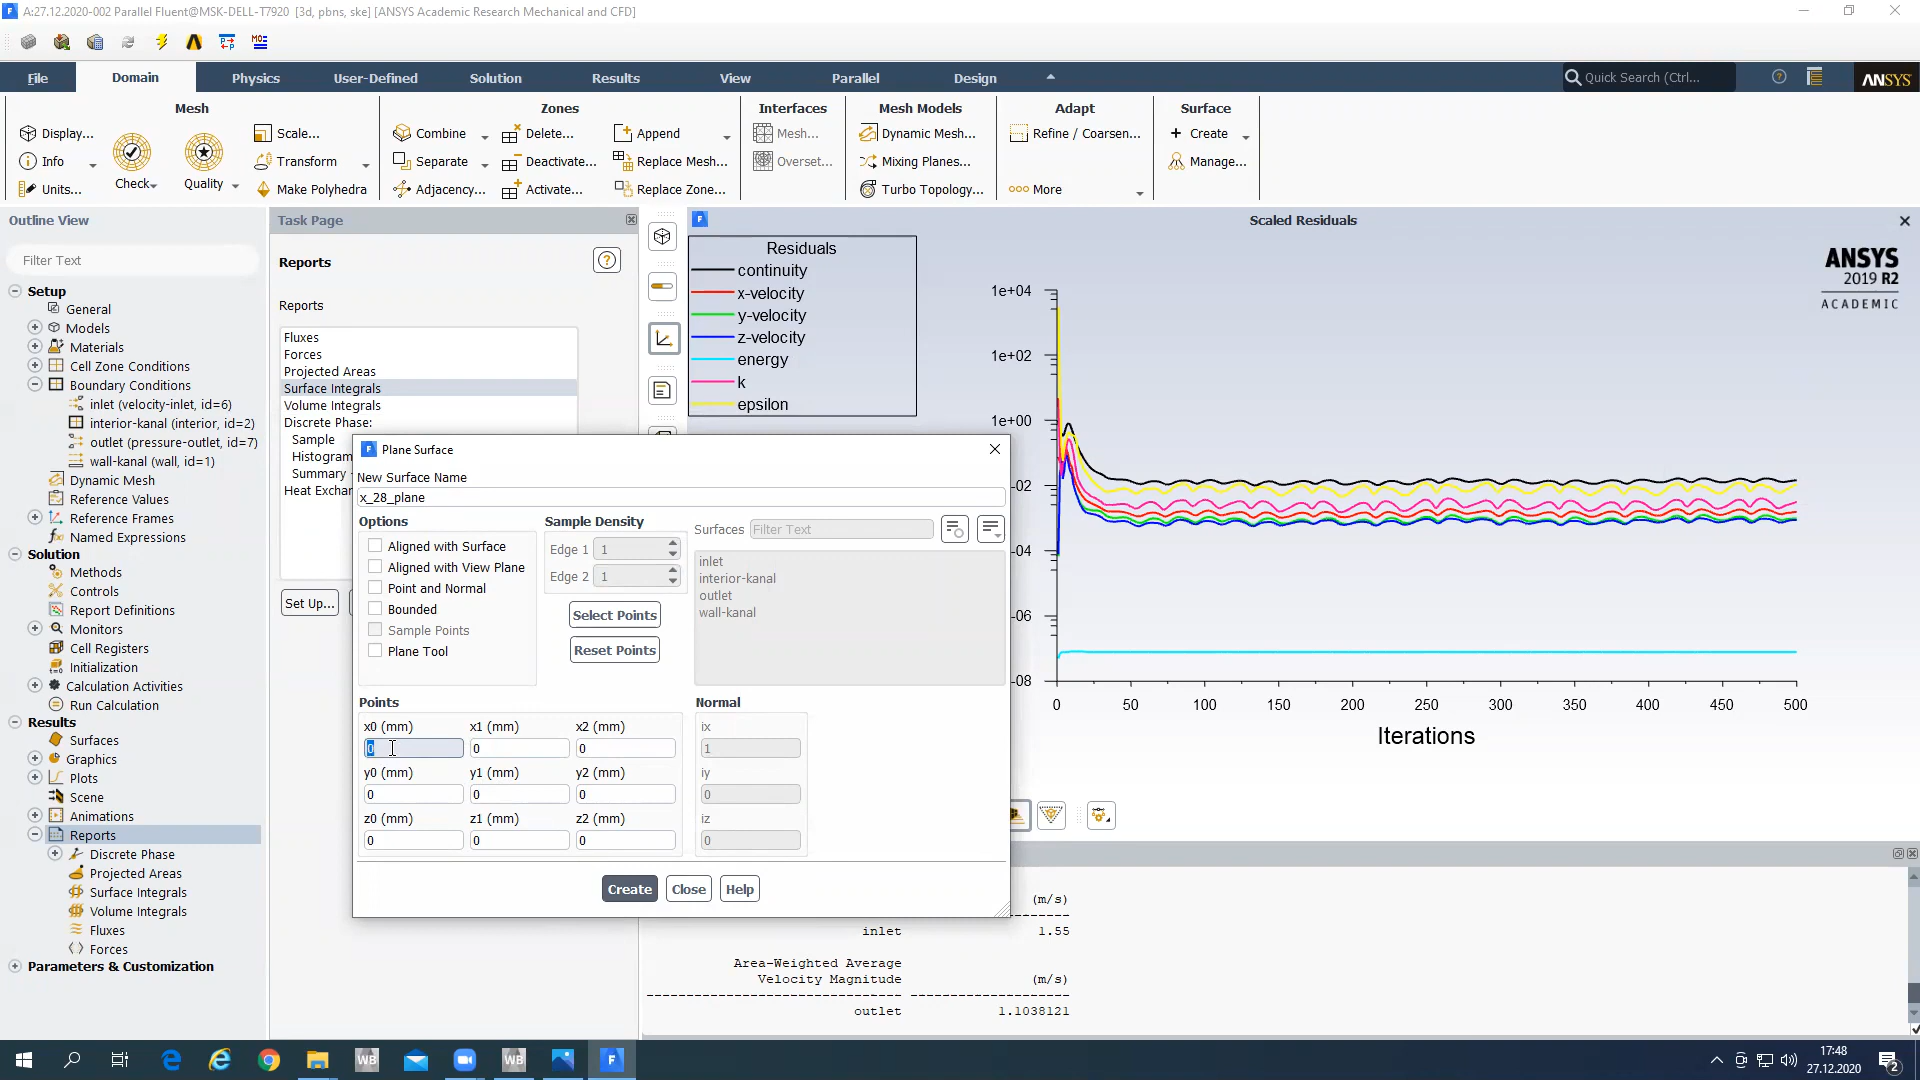 A:27.12.2020-002 Parallel Fluent@MSK-DELL-T7920 [3d, pbns, ske] [ANSYS Academic Research Mechanical and CFD]
File
Domain
Physics
User-Defined
Solution
Results
View
Parallel
Design
Quick Search (Ctrl...
ANSYS
Mesh
Display...
Info
Units...
Check
Quality
Scale...
Transform
Make Polyhedra
Zones
Combine
Separate
Adjacency...
Delete...
Deactivate...
Activate...
Append
Replace Mesh...
Replace Zone...
Interfaces
Mesh...
Overset...
Mesh Models
Dynamic Mesh...
Mixing Planes...
Turbo Topology...
Adapt
Refine / Coarsen...
More
Surface
Create
Manage...
Outline View
Filter Text
Setup
General
Models
Materials
Cell Zone Conditions
Boundary Conditions
inlet (velocity-inlet, id=6)
interior-kanal (interior, id=2)
outlet (pressure-outlet, id=7)
wall-kanal (wall, id=1)
Dynamic Mesh
Reference Values
Reference Frames
Named Expressions
Solution
Methods
Controls
Report Definitions
Monitors
Cell Registers
Initialization
Calculation Activities
Run Calculation
Results
Surfaces
Graphics
Plots
Scene
Animations
Reports
Discrete Phase
Projected Areas
Surface Integrals
Volume Integrals
Fluxes
Forces
Parameters & Customization
Task Page
Reports
Reports
Fluxes
Forces
Projected Areas
Surface Integrals
Volume Integrals
Discrete Phase:
Sample
Histogram
Summary
Heat Exchan
Set Up...
Scaled Residuals
Residuals
continuity
x-velocity
y-velocity
z-velocity
energy
k
epsilon
ANSYS
2019 R2
ACADEMIC
1e+04
1e+02
1e+00
-02
-04
-06
-08
0 50 100 150 200 250 300 350 400 450 500
Iterations
Plane Surface
New Surface Name
x_28_plane
Options
Aligned with Surface
Aligned with View Plane
Point and Normal
Bounded
Sample Points
Plane Tool
Sample Density
Edge 1 1
Edge 2 1
Select Points
Reset Points
Surfaces Filter Text
inlet
interior-kanal
outlet
wall-kanal
Points
x0 (mm) x1 (mm) x2 (mm)
0 0 0
y0 (mm) y1 (mm) y2 (mm)
0 0 0
z0 (mm) z1 (mm) z2 (mm)
0 0 0
Normal
ix
1
iy
0
iz
0
Create
Close
Help
(m/s)
inlet 1.55
Area-Weighted Average
Velocity Magnitude (m/s)
outlet 1.1038121
WB
WB
17:48
27.12.2020
2